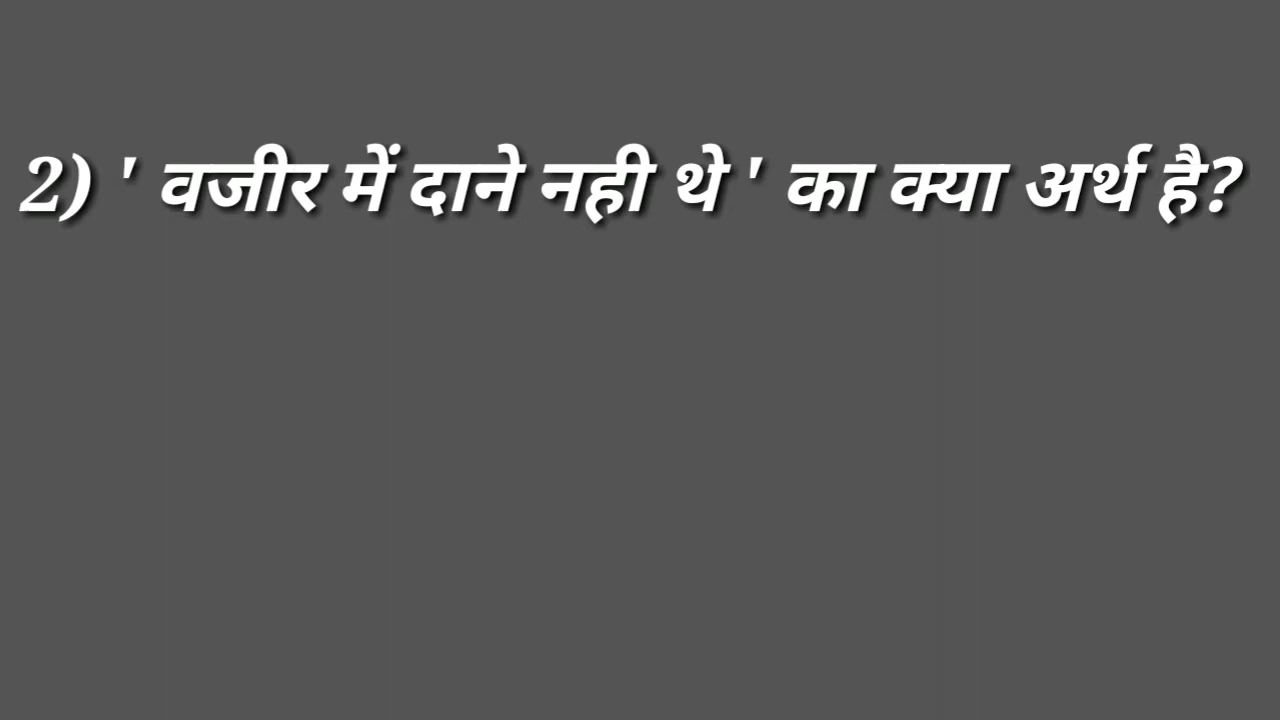 2) ' वजीर में दाने नही थे ' का क्या अर्थ है?